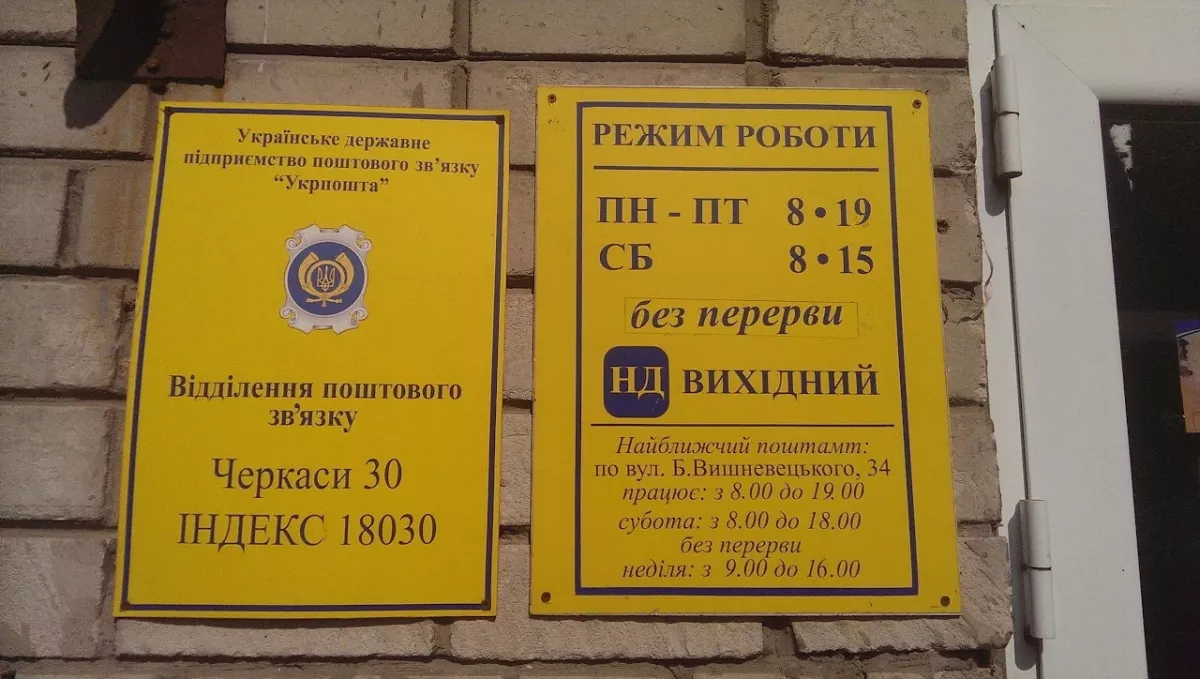 Українське державне
підприємство поштового зв’язку
“Укрпошта”
Відділення поштового
зв’язку
Черкаси 30
ІНДЕКС 18030
РЕЖИМ РОБОТИ
ПН - ПТ 8•19
СБ 8•15
без перерви
НД ВИХІДНИЙ
Найближчий поштамт:
по вул. Б.Вишневецького, 34
працює: з 8.00 до 19.00
субота: з 8.00 до 18.00
без перерви
неділя: з 9.00 до 16.00